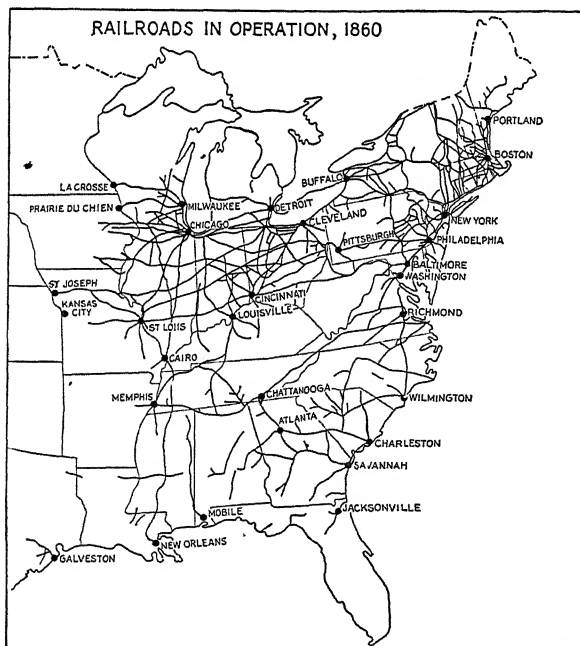 RAILROADS IN OPERATION, 1860
PORTLAND
BOSTON
BUFFALO
LA CROSSE
MILWAUKEE
DETROIT
PRAIRIE DU CHIEN
CLEVELAND
NEW YORK
CHICAGO
PITTSBURGH
PHILADELPHIA
BALTIMORE
WASHINGTON
ST JOSEPH
CINCINNATI
KANSAS
CITY
LOUISVILLE
RICHMOND
ST LOUIS
CAIRO
CHATTANOOGA
MEMPHIS
WILMINGTON
ATLANTA
CHARLESTON
SAVANNAH
MOBILE
JACKSONVILLE
NEW ORLEANS
GALVESTON